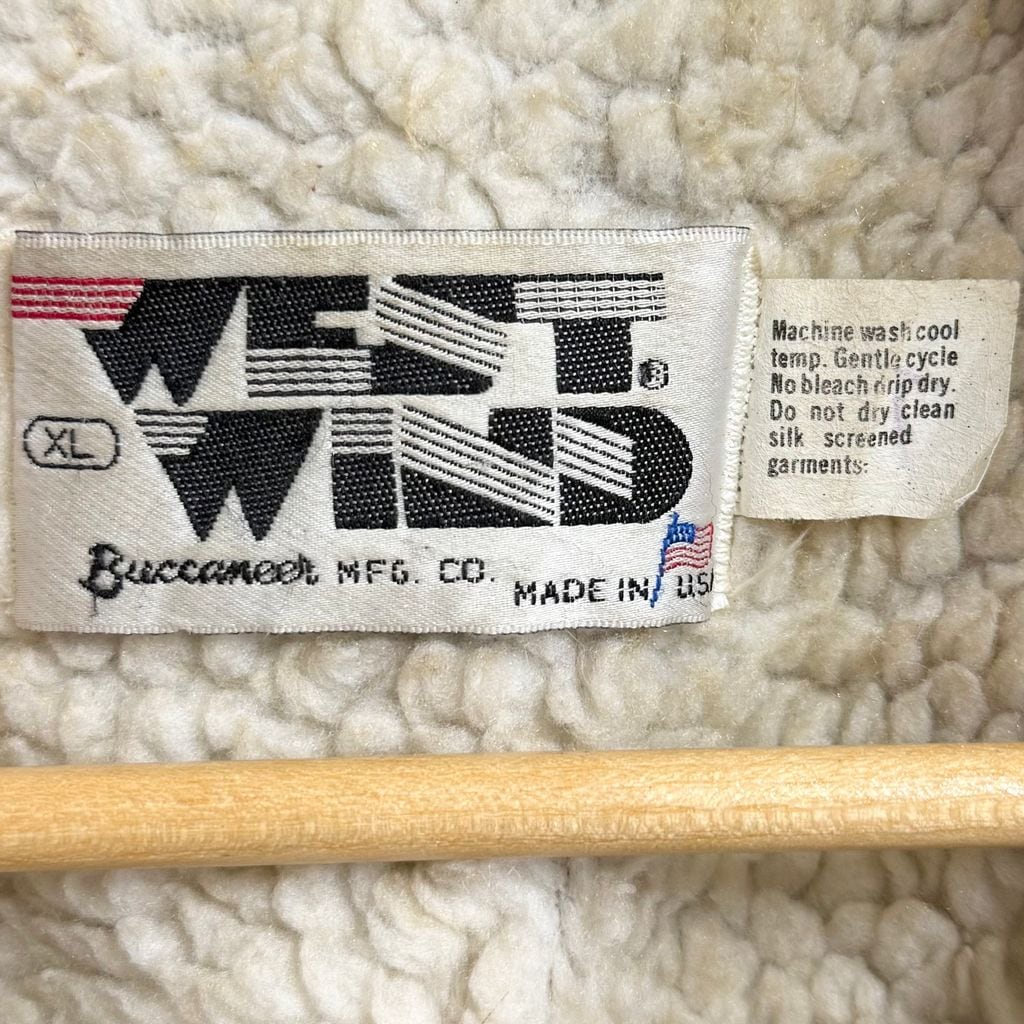 WEST
WIND®
XL
Buccaneer MFG. CO.
MADE IN USA
Machine wash cool
temp. Gentle cycle
No bleach drip dry.
Do not dry clean
silk screened
garments: